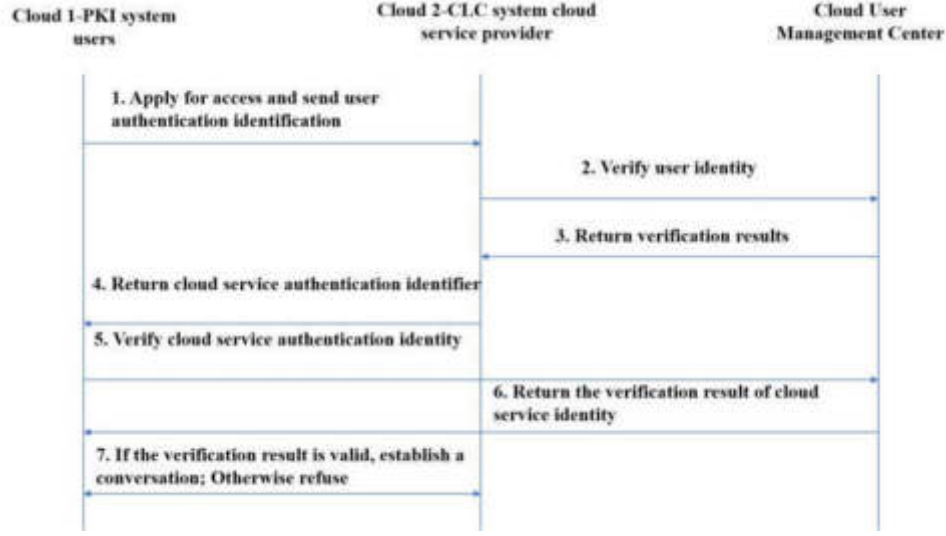 Cloud 1-PKI system
users
Cloud 2-CLC system cloud
service provider
Cloud User
Management Center
1. Apply for access and send user
authentication identification
2. Verify user identity
3. Return verification results
4. Return cloud service authentication identifier
5. Verify cloud service authentication identity
6. Return the verification result of cloud
service identity
7. If the verification result is valid, establish a
conversation; Otherwise refuse